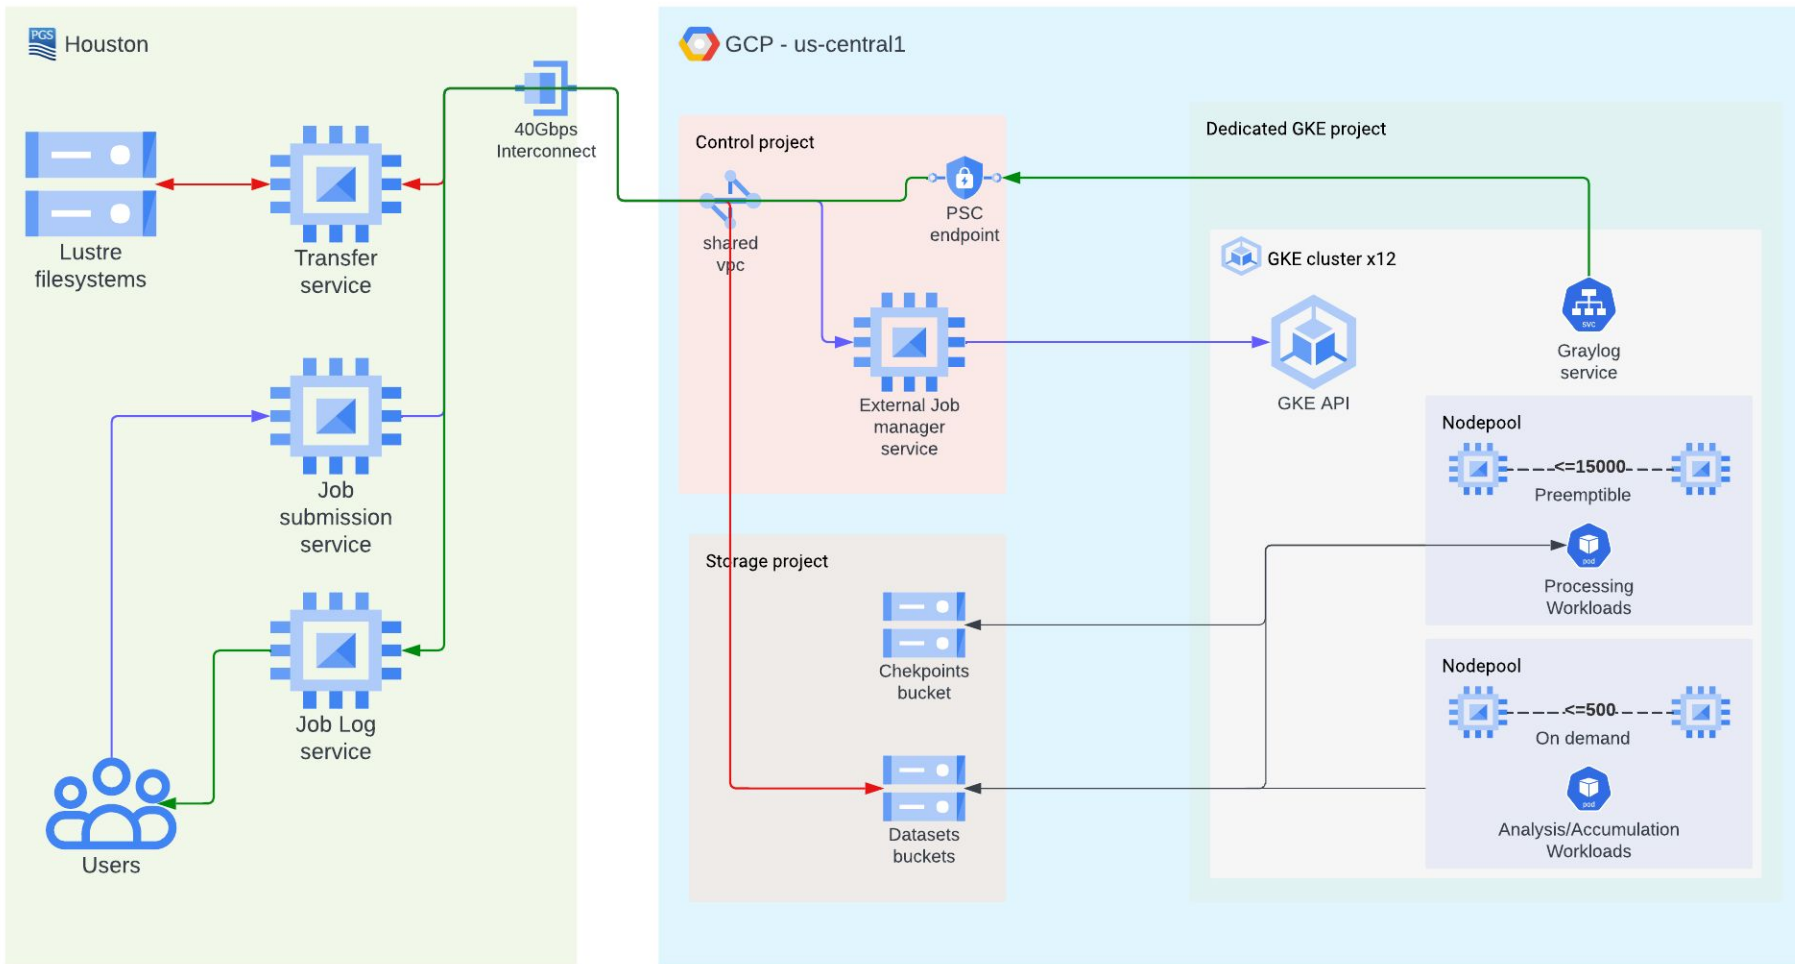 PGS
Houston
40Gbps
Interconnect
Lustre
filesystems
Transfer
service
Job
submission
service
Job Log
service
Users
GCP - us-central1
Control project
shared
vpc
PSC
endpoint
External Job
manager
service
Storage project
Chekpoints
bucket
Datasets
buckets
Dedicated GKE project
GKE cluster x12
GKE API
svc
Graylog
service
Nodepool
<=15000
Preemptible
pod
Processing
Workloads
Nodepool
<=500
On demand
pod
Analysis/Accumulation
Workloads